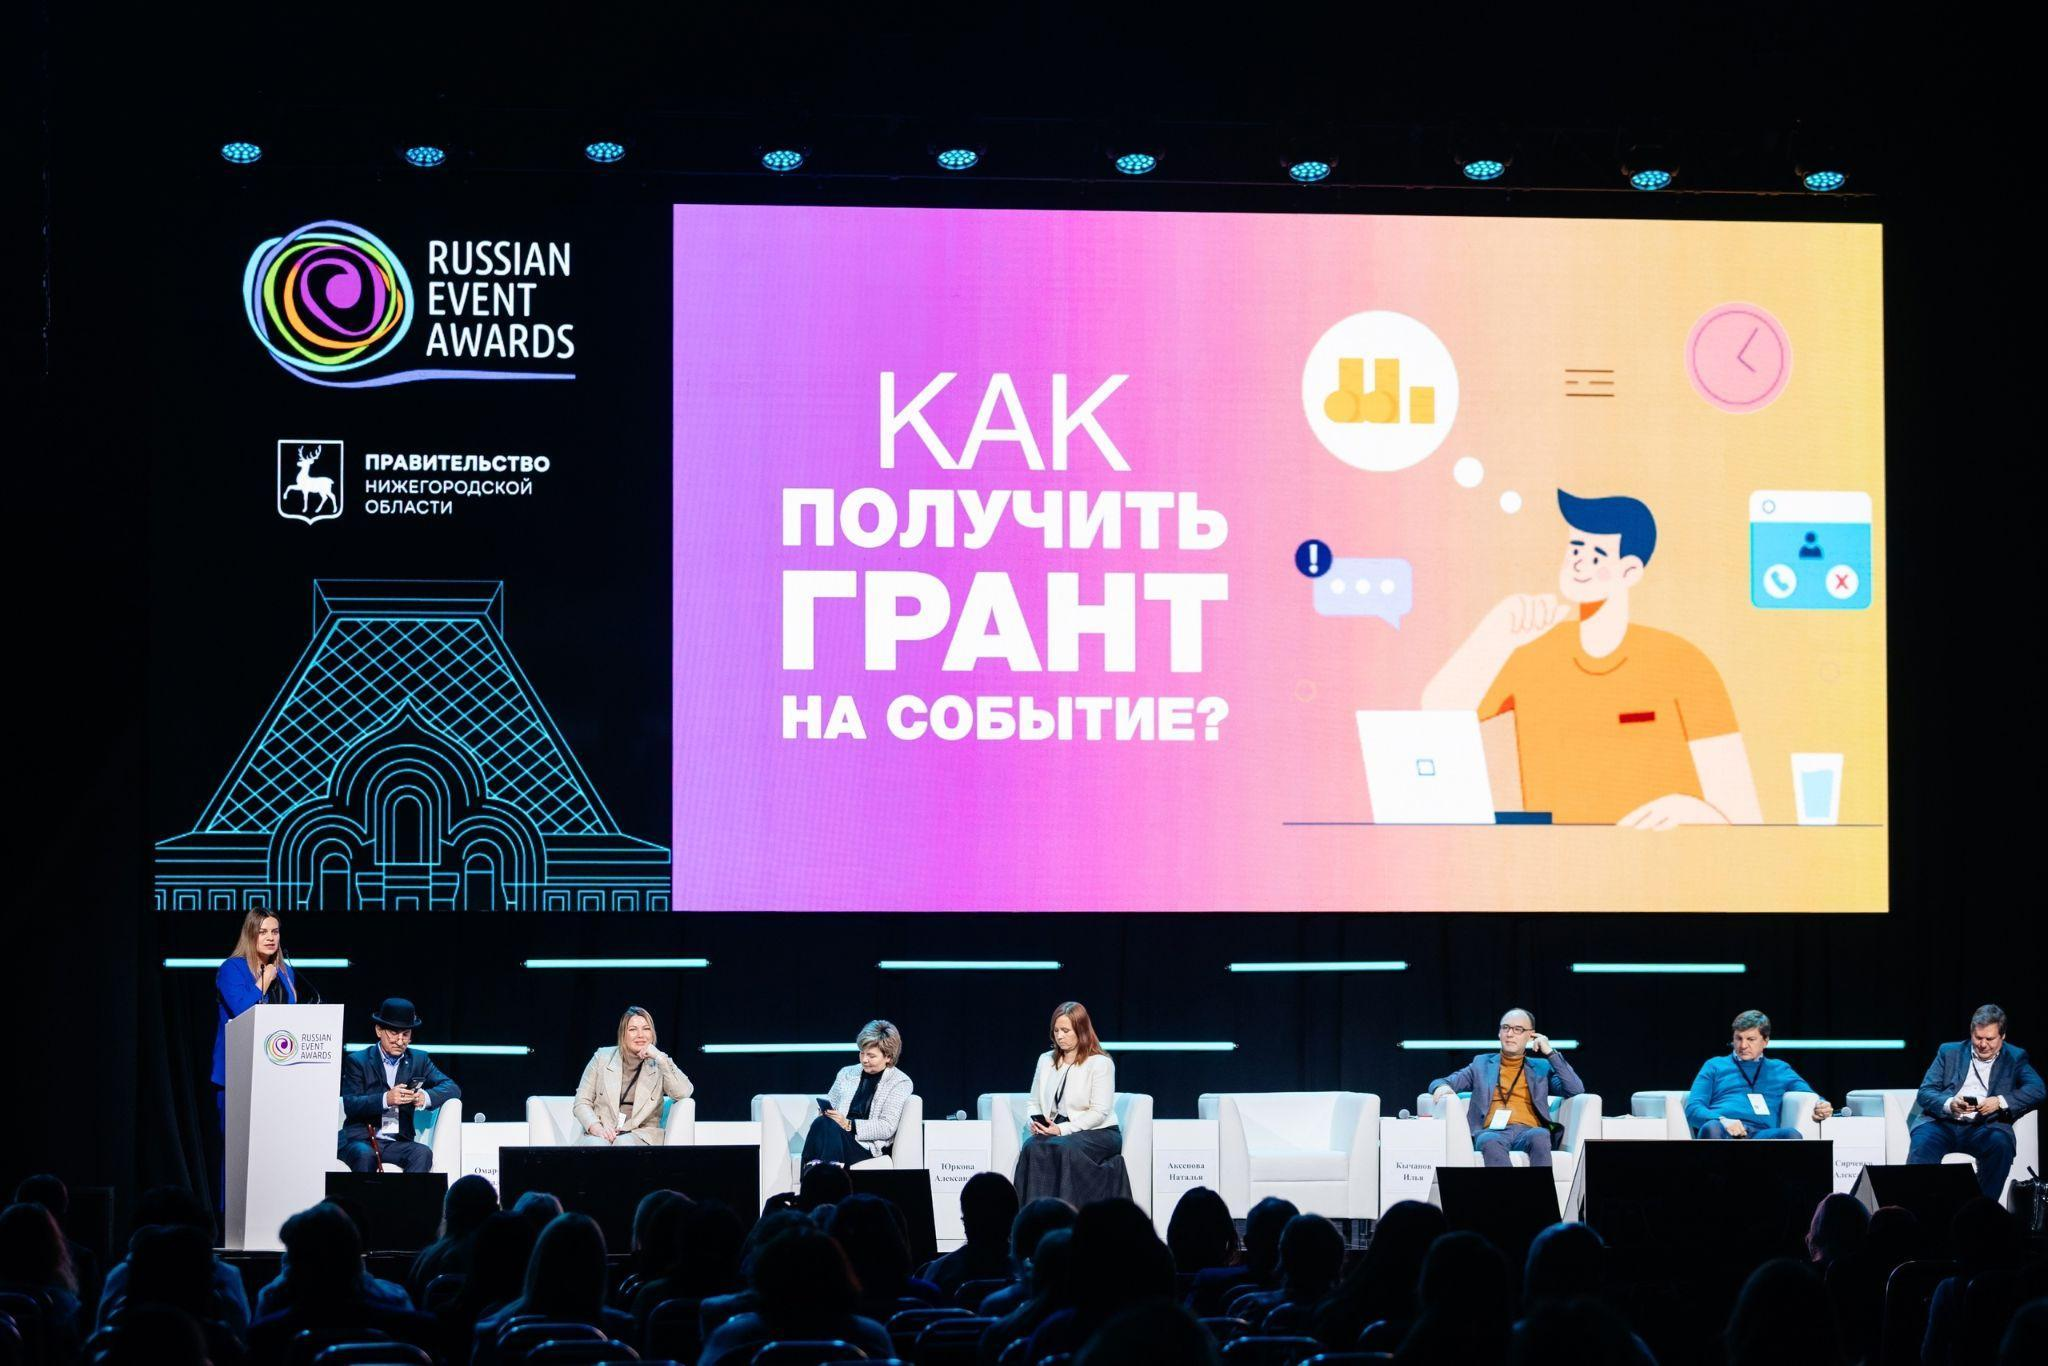 RUSSIAN
EVENT
AWARDS
ПРАВИТЕЛЬСТВО
НИЖЕГОРОДСКОЙ
ОБЛАСТИ
КАК
ПОЛУЧИТЬ
ГРАНТ
НА СОБЫТИЕ?
RUSSIAN
EVENT
AWARDS
Юркова
Аксенова
Наталья
Кычанов
Илья